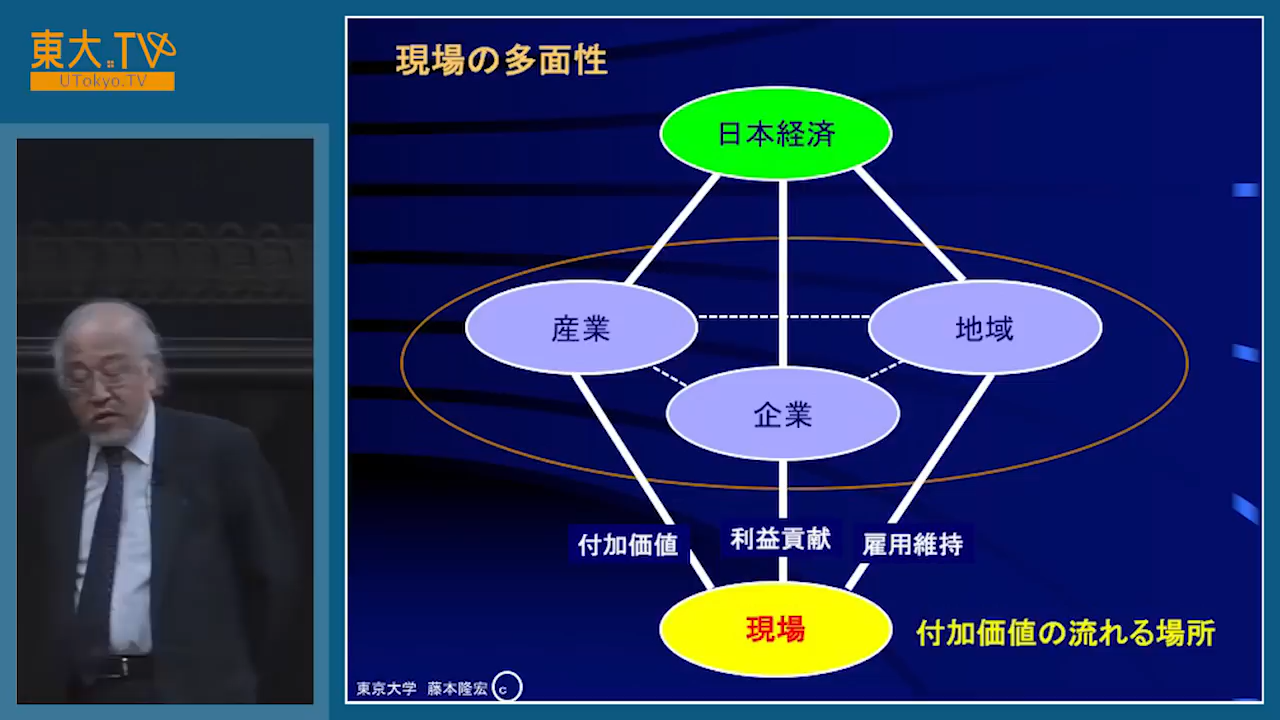 東大.TV
UTokyo.TV
現場の多面性
日本経済
産業
地域
企業
付加価値
利益貢献
雇用維持
現場
付加価値の流れる場所
東京大学 藤本隆宏 c